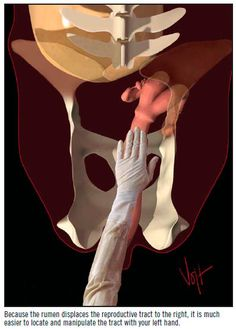 Vogt
Because the rumen displaces the reproductive tract to the right, it is much
easier to locate and manipulate the tract with your left hand.